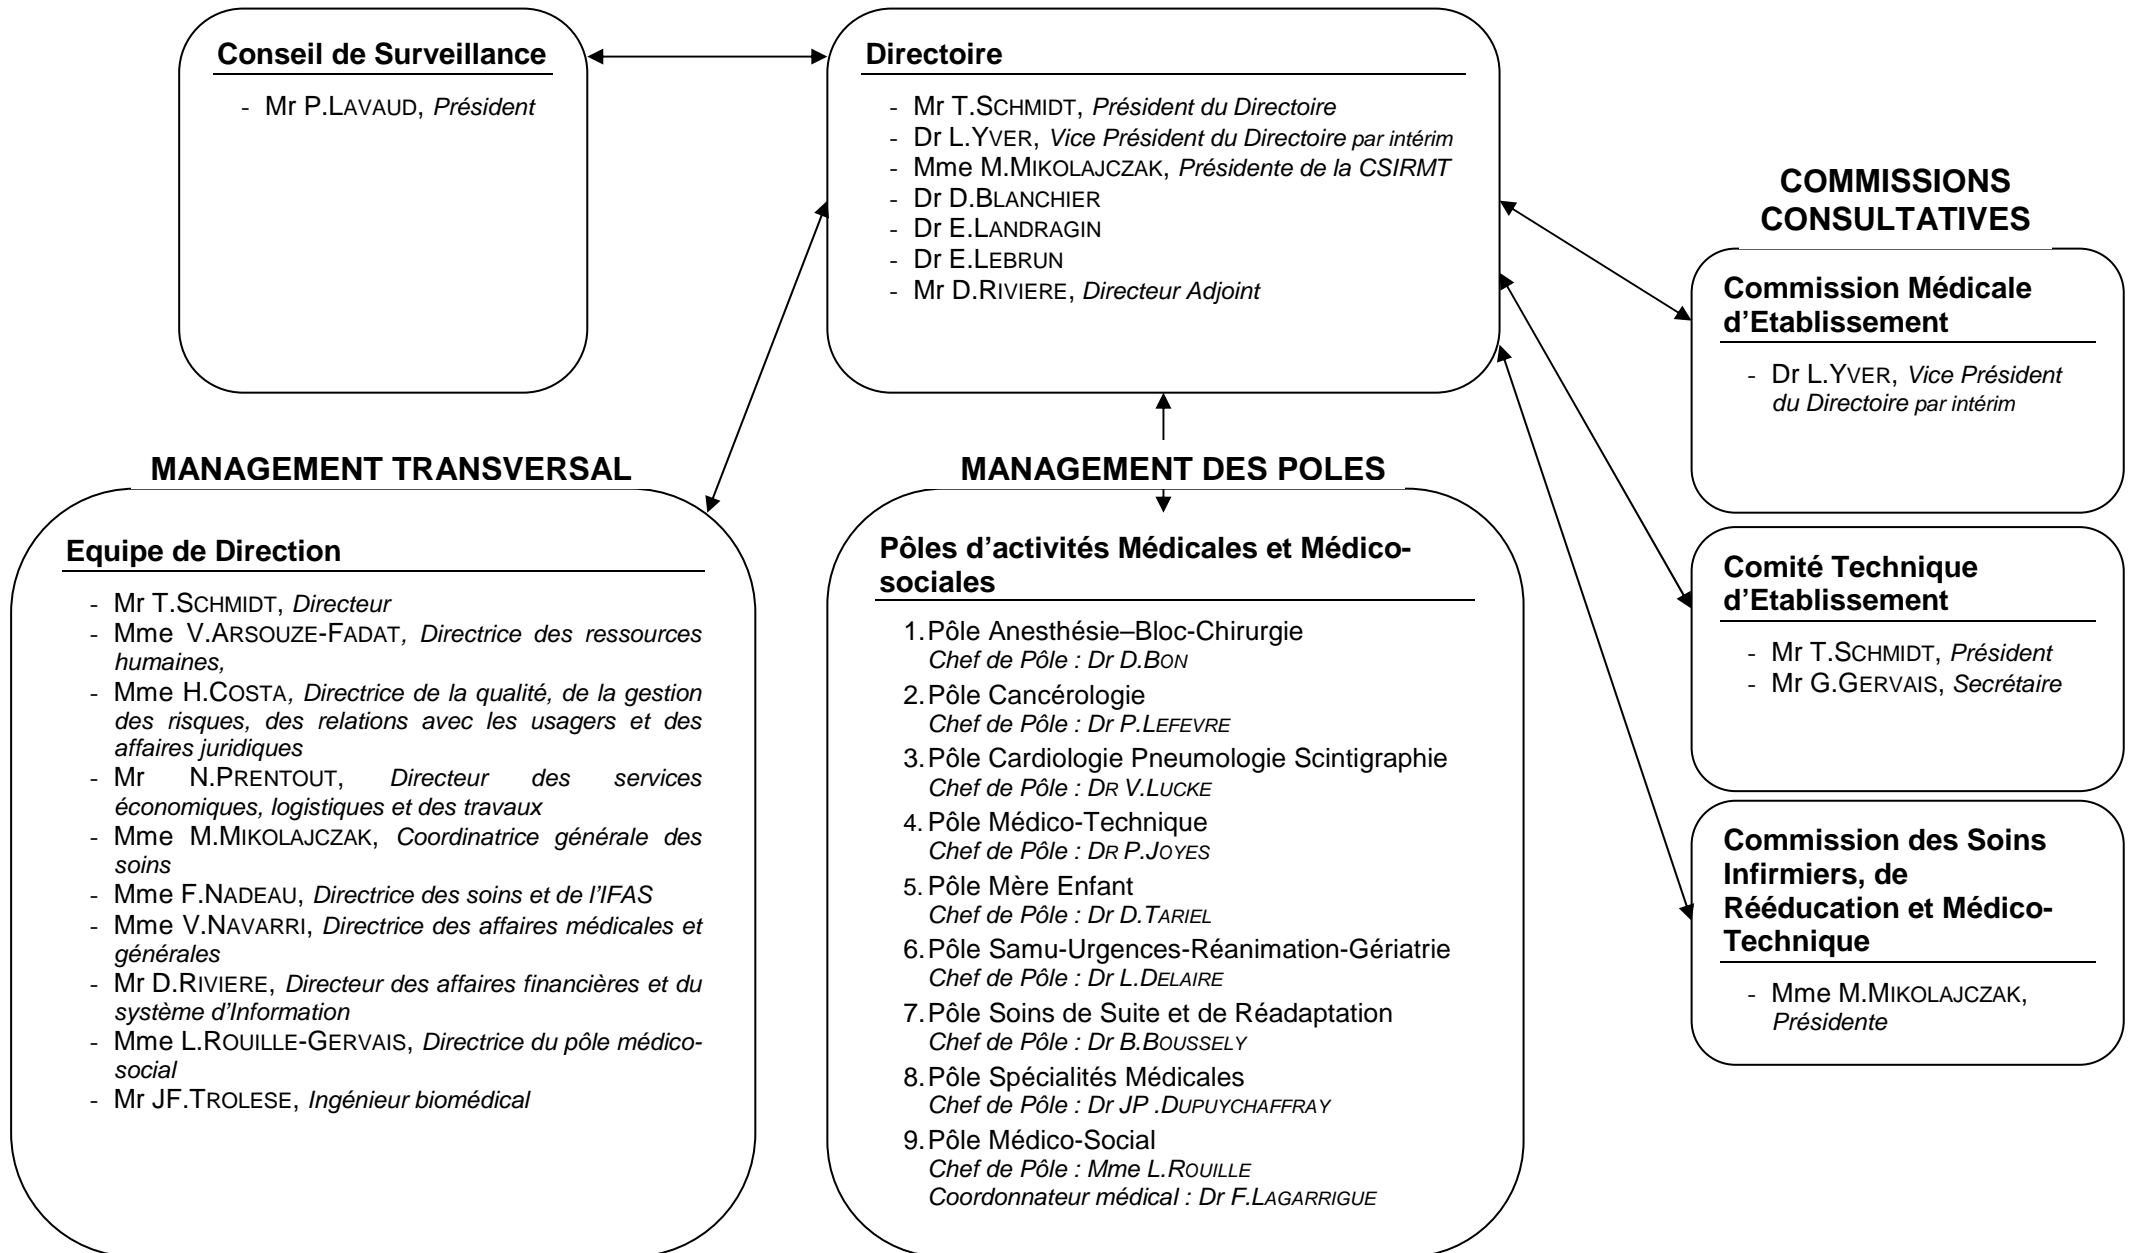 Conseil de Surveillance
- Mr P.LAVAUD, Président
Directoire
- Mr T.SCHMIDT, Président du Directoire
- Dr L.YVER, Vice Président du Directoire par intérim
- Mme M.MIKOLAJCZAK, Présidente de la CSIRMT
- Dr D.BLANCHIER
- Dr E.LANDRAGIN
- Dr E.LEBRUN
- Mr D.RIVIERE, Directeur Adjoint
COMMISSIONS
CONSULTATIVES
Commission Médicale
d’Etablissement
- Dr L.YVER, Vice Président
du Directoire par intérim
Comité Technique
d’Etablissement
- Mr T.SCHMIDT, Président
- Mr G.GERVAIS, Secrétaire
Commission des Soins
Infirmiers, de
Rééducation et Médico-
Technique
- Mme M.MIKOLAJCZAK,
Présidente
MANAGEMENT TRANSVERSAL
Equipe de Direction
- Mr T.SCHMIDT, Directeur
- Mme V.ARSOUZE-FADAT, Directrice des ressources
humaines,
- Mme H.COSTA, Directrice de la qualité, de la gestion
des risques, des relations avec les usagers et des
affaires juridiques
- Mr N.PRENTOUT, Directeur des services
économiques, logistiques et des travaux
- Mme M.MIKOLAJCZAK, Coordinatrice générale des
soins
- Mme F.NADEAU, Directrice des soins et de l’IFAS
- Mme V.NAVARRI, Directrice des affaires médicales et
générales
- Mr D.RIVIERE, Directeur des affaires financières et du
système d’Information
- Mme L.ROUILLE-GERVAIS, Directrice du pôle médico-
social
- Mr JF.TROLESE, Ingénieur biomédical
MANAGEMENT DES POLES
Pôles d’activités Médicales et Médico-
sociales
1. Pôle Anesthésie–Bloc-Chirurgie
Chef de Pôle : Dr D.BON
2. Pôle Cancérologie
Chef de Pôle : Dr P.LEFEVRE
3. Pôle Cardiologie Pneumologie Scintigraphie
Chef de Pôle : DR V.LUCKE
4. Pôle Médico-Technique
Chef de Pôle : DR P.JOYES
5. Pôle Mère Enfant
Chef de Pôle : Dr D.TARIEL
6. Pôle Samu-Urgences-Réanimation-Gériatrie
Chef de Pôle : Dr L.DELAIRE
7. Pôle Soins de Suite et de Réadaptation
Chef de Pôle : Dr B.BOUSSELY
8. Pôle Spécialités Médicales
Chef de Pôle : Dr JP .DUPUYCHAFFRAY
9. Pôle Médico-Social
Chef de Pôle : Mme L.ROUILLE
Coordonnateur médical : Dr F.LAGARRIGUE